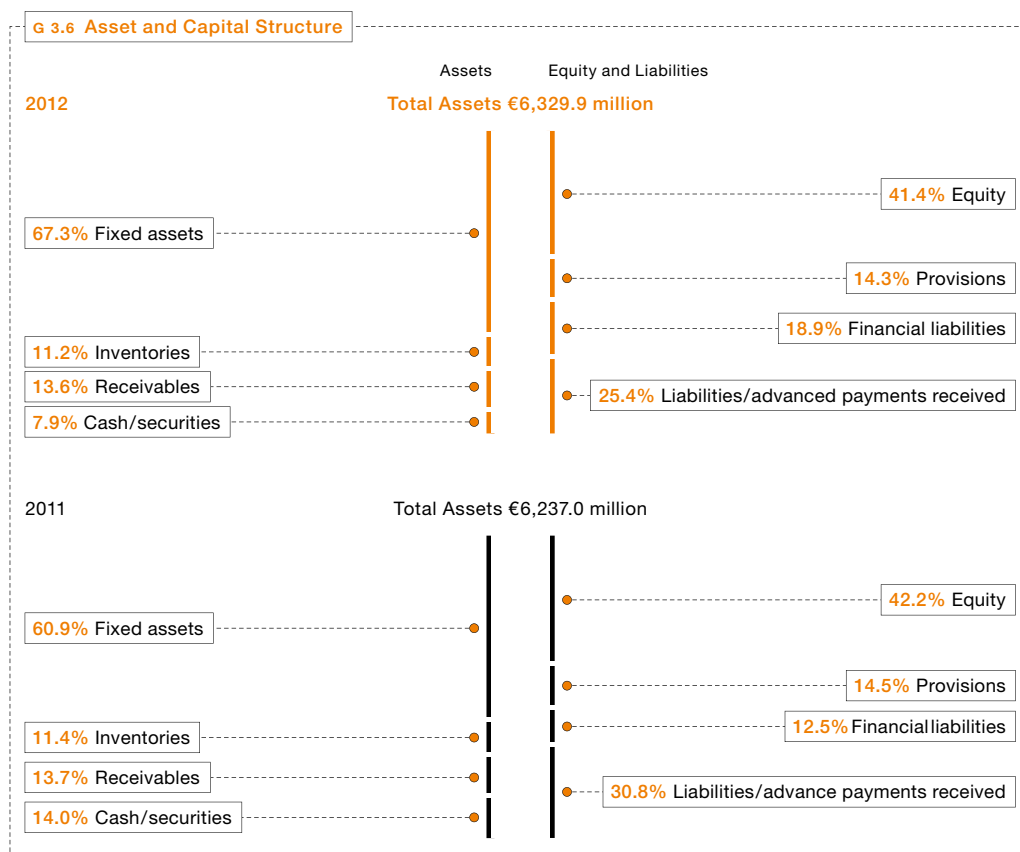 G 3.6 Asset and Capital Structure
Assets Equity and Liabilities
2012 Total Assets €6,329.9 million
41.4% Equity
67.3% Fixed assets
14.3% Provisions
18.9% Financial liabilities
11.2% Inventories
13.6% Receivables
25.4% Liabilities/advanced payments received
7.9% Cash/securities
2011 Total Assets €6,237.0 million
42.2% Equity
60.9% Fixed assets
14.5% Provisions
12.5% Financial liabilities
11.4% Inventories
13.7% Receivables
30.8% Liabilities/advance payments received
14.0% Cash/securities